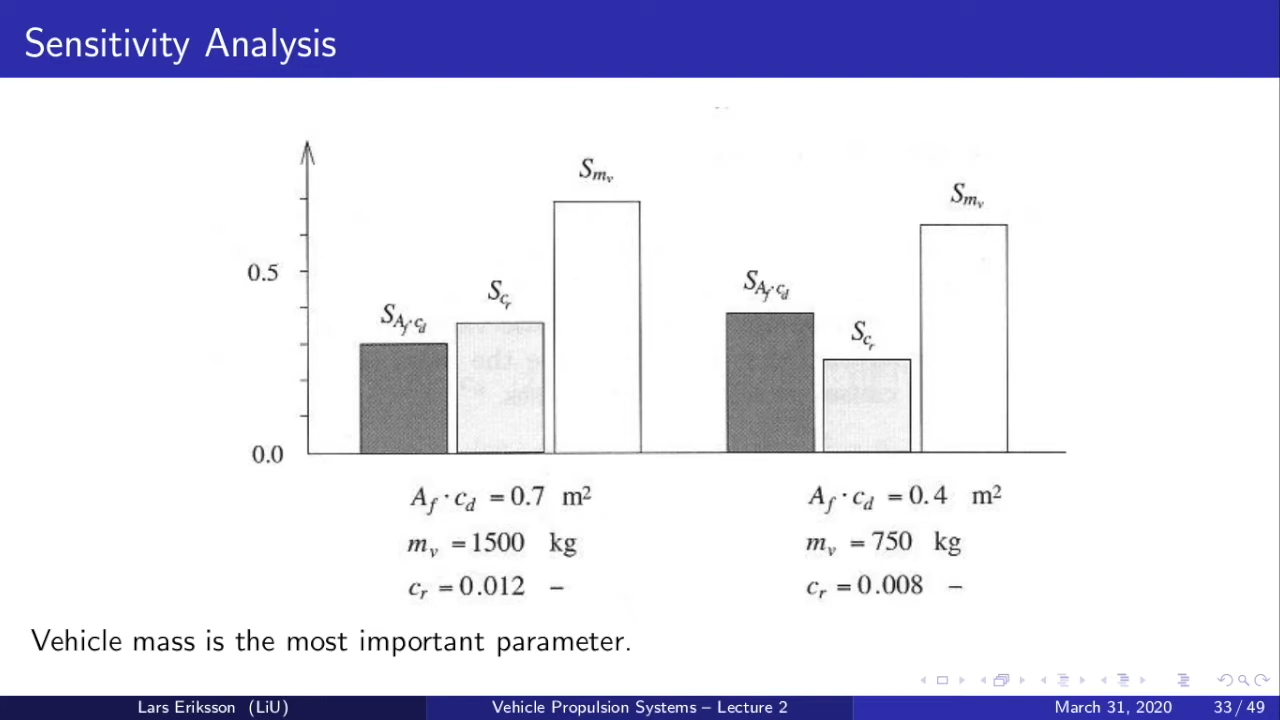 Sensitivity Analysis
S_{m_v}
S_{m_v}
0.5
S_{A_f·c_d}
S_{c_r}
S_{A_f·c_d}
S_{c_r}
0.0
A_f · c_d = 0.7 m²
A_f · c_d = 0.4 m²
m_v = 1500 kg
m_v = 750 kg
c_r = 0.012 –
c_r = 0.008 –
Vehicle mass is the most important parameter.
Lars Eriksson (LiU) Vehicle Propulsion Systems – Lecture 2 March 31, 2020 33 / 49